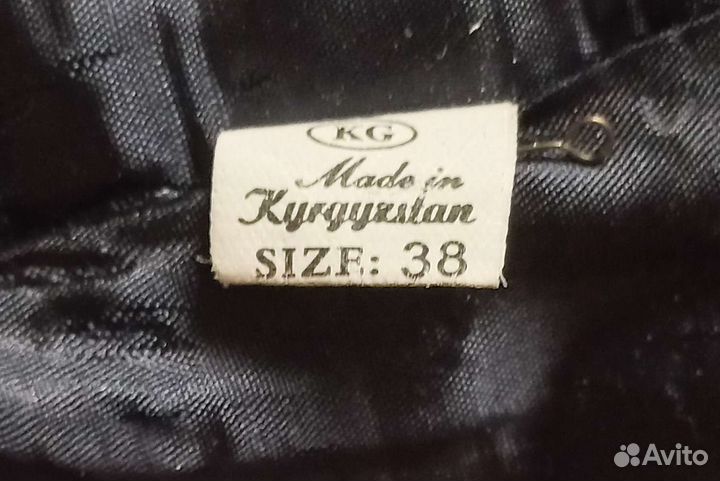 KG
Made in
Kyrgyzstan
SIZE: 38
Avito